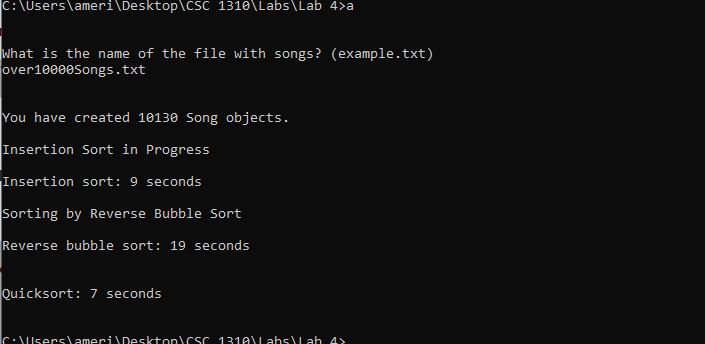 C:\Users\ameri\Desktop\CSC 1310\Labs\Lab 4>a
What is the name of the file with songs? (example.txt)
over10000Songs.txt
You have created 10130 Song objects.
Insertion Sort in Progress
Insertion sort: 9 seconds
Sorting by Reverse Bubble Sort
Reverse bubble sort: 19 seconds
Quicksort: 7 seconds
C:\Users\ameri\Desktop\CSC 1310\Labs\Lab 4>